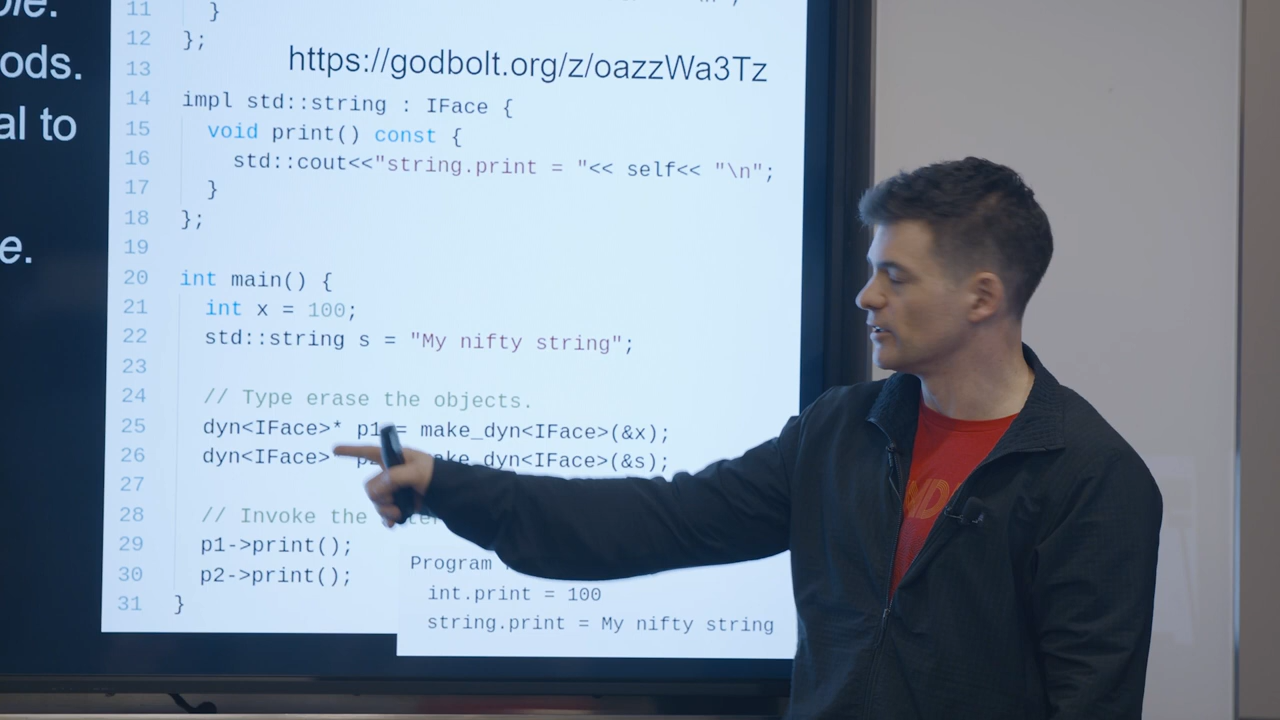 ods.
al to
e.
11 }
12 };
https://godbolt.org/z/oazzWa3Tz
13
14 impl std::string : IFace {
15 void print() const {
16 std::cout<<"string.print = "<< self<< "\n";
17 }
18 };
19
20 int main() {
21 int x = 100;
22 std::string s = "My nifty string";
23
24 // Type erase the objects.
25 dyn<IFace>* p1 = make_dyn<IFace>(&x);
26 dyn<IFace> make_dyn<IFace>(&s);
27
28 // Invoke the
29 p1->print();
30 p2->print();
31 }
Program
int.print = 100
string.print = My nifty string